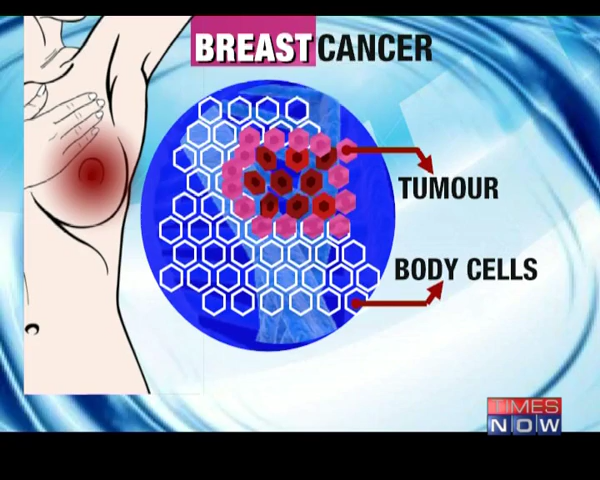 BREAST CANCER
TUMOUR
BODY CELLS
TIMES
NOW